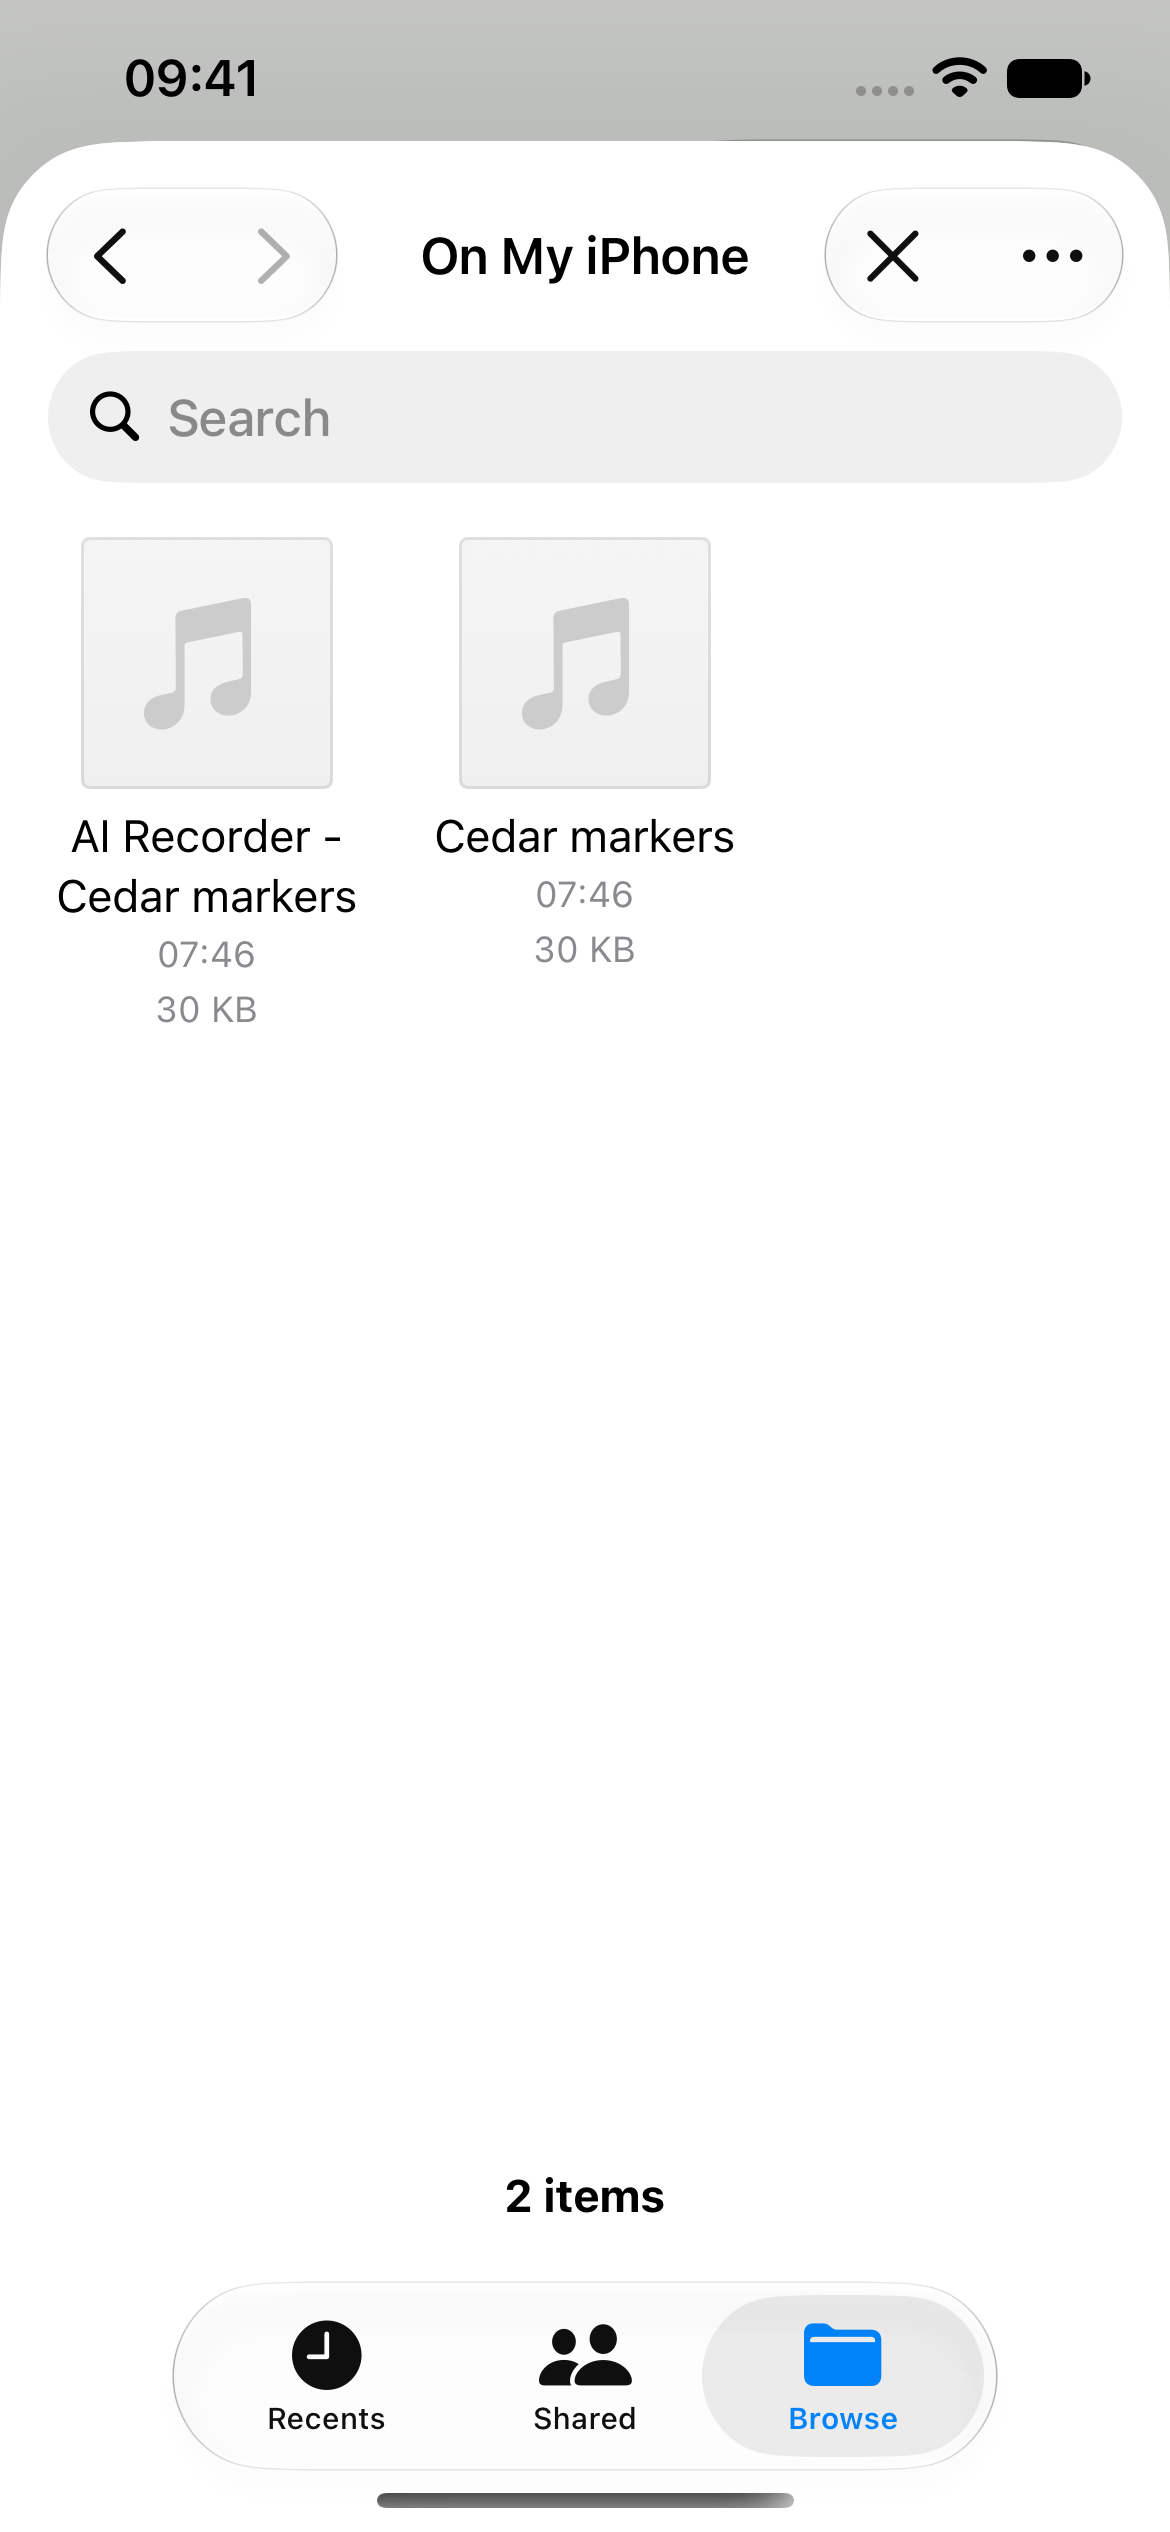 09:41
On My iPhone
Search
AI Recorder -
Cedar markers
07:46
30 KB
Cedar markers
07:46
30 KB
2 items
Recents
Shared
Browse